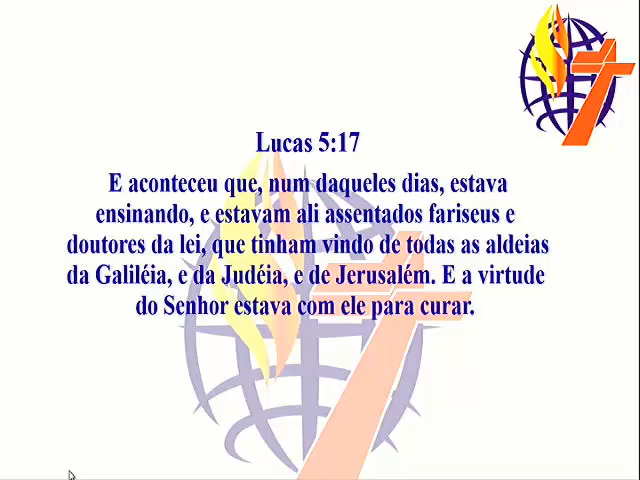 Lucas 5:17
E aconteceu que, num daqueles dias, estava
ensinando, e estavam ali assentados fariseus e
doutores da lei, que tinham vindo de todas as aldeias
da Galiléia, e da Judéia, e de Jerusalém. E a virtude
do Senhor estava com ele para curar.